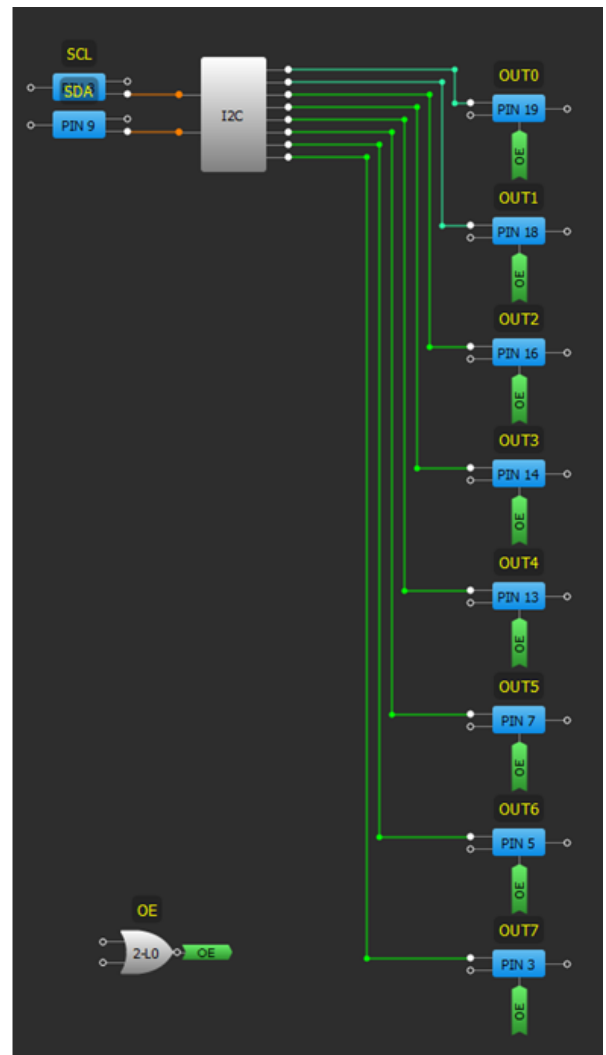 SCL
SDA
PIN 9
I2C
OUT0
PIN 19
OE
OUT1
PIN 18
OE
OUT2
PIN 16
OE
OUT3
PIN 14
OE
OUT4
PIN 13
OE
OUT5
PIN 7
OE
OUT6
PIN 5
OE
OUT7
PIN 3
OE
OE
2-L0
OE